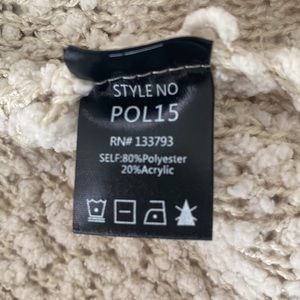 STYLE NO
POL15
RN# 133793
SELF:80%Polyester
20%Acrylic